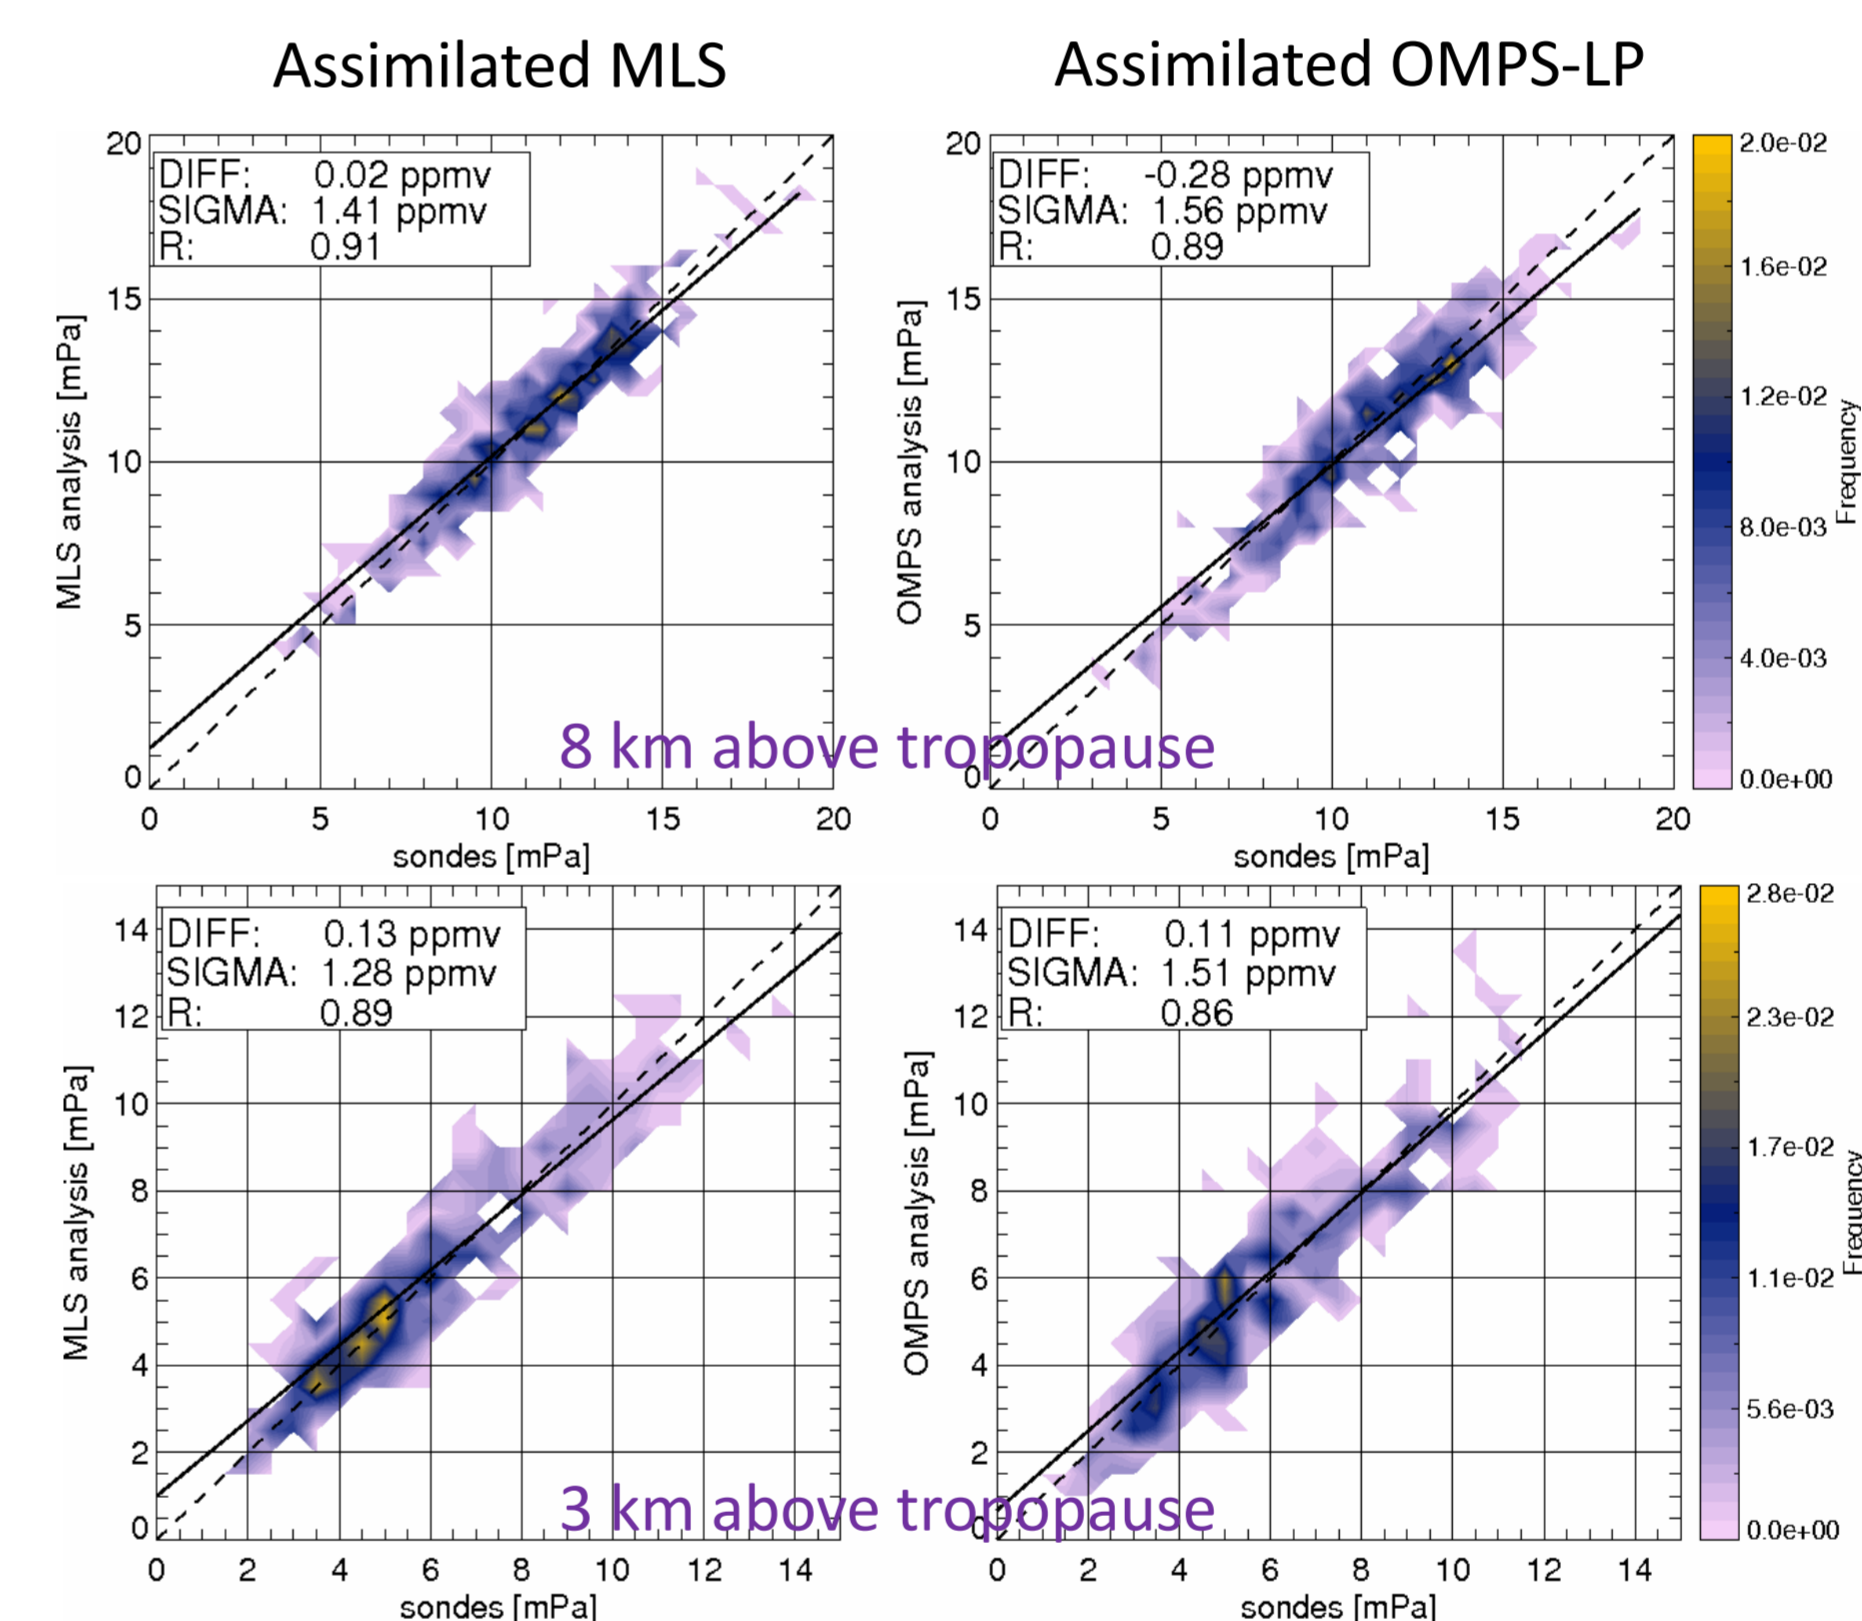 Assimilated MLS
Assimilated OMPS-LP
DIFF: 0.02 ppmv
SIGMA: 1.41 ppmv
R: 0.91
MLS analysis [mPa]
20
15
10
5
0
0 5 10 15 20
sondes [mPa]
DIFF: -0.28 ppmv
SIGMA: 1.56 ppmv
R: 0.89
OMPS analysis [mPa]
20
15
10
5
0
0 5 10 15 20
sondes [mPa]
2.0e-02
1.6e-02
1.2e-02
8.0e-03
4.0e-03
0.0e+00
Frequency
8 km above tropopause
DIFF: 0.13 ppmv
SIGMA: 1.28 ppmv
R: 0.89
MLS analysis [mPa]
14
12
10
8
6
4
2
0
0 2 4 6 8 10 12 14
sondes [mPa]
DIFF: 0.11 ppmv
SIGMA: 1.51 ppmv
R: 0.86
OMPS analysis [mPa]
14
12
10
8
6
4
2
0
0 2 4 6 8 10 12 14
sondes [mPa]
2.8e-02
2.3e-02
1.7e-02
1.1e-02
5.6e-03
0.0e+00
Frequency
3 km above tropopause